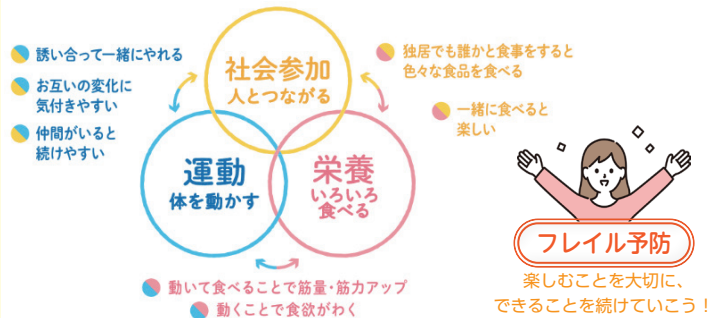 誘い合って一緒にやれる
お互いの変化に
気付きやすい
仲間がいると
続けやすい
社会参加
人とつながる
独居でも誰かと食事をすると
色々な食品を食べる
一緒に食べると
楽しい
運動
体を動かす
栄養
いろいろ
食べる
動いて食べることで筋量・筋力アップ
動くことで食欲がわく
フレイル予防
楽しむことを大切に、
できることを続けていこう！